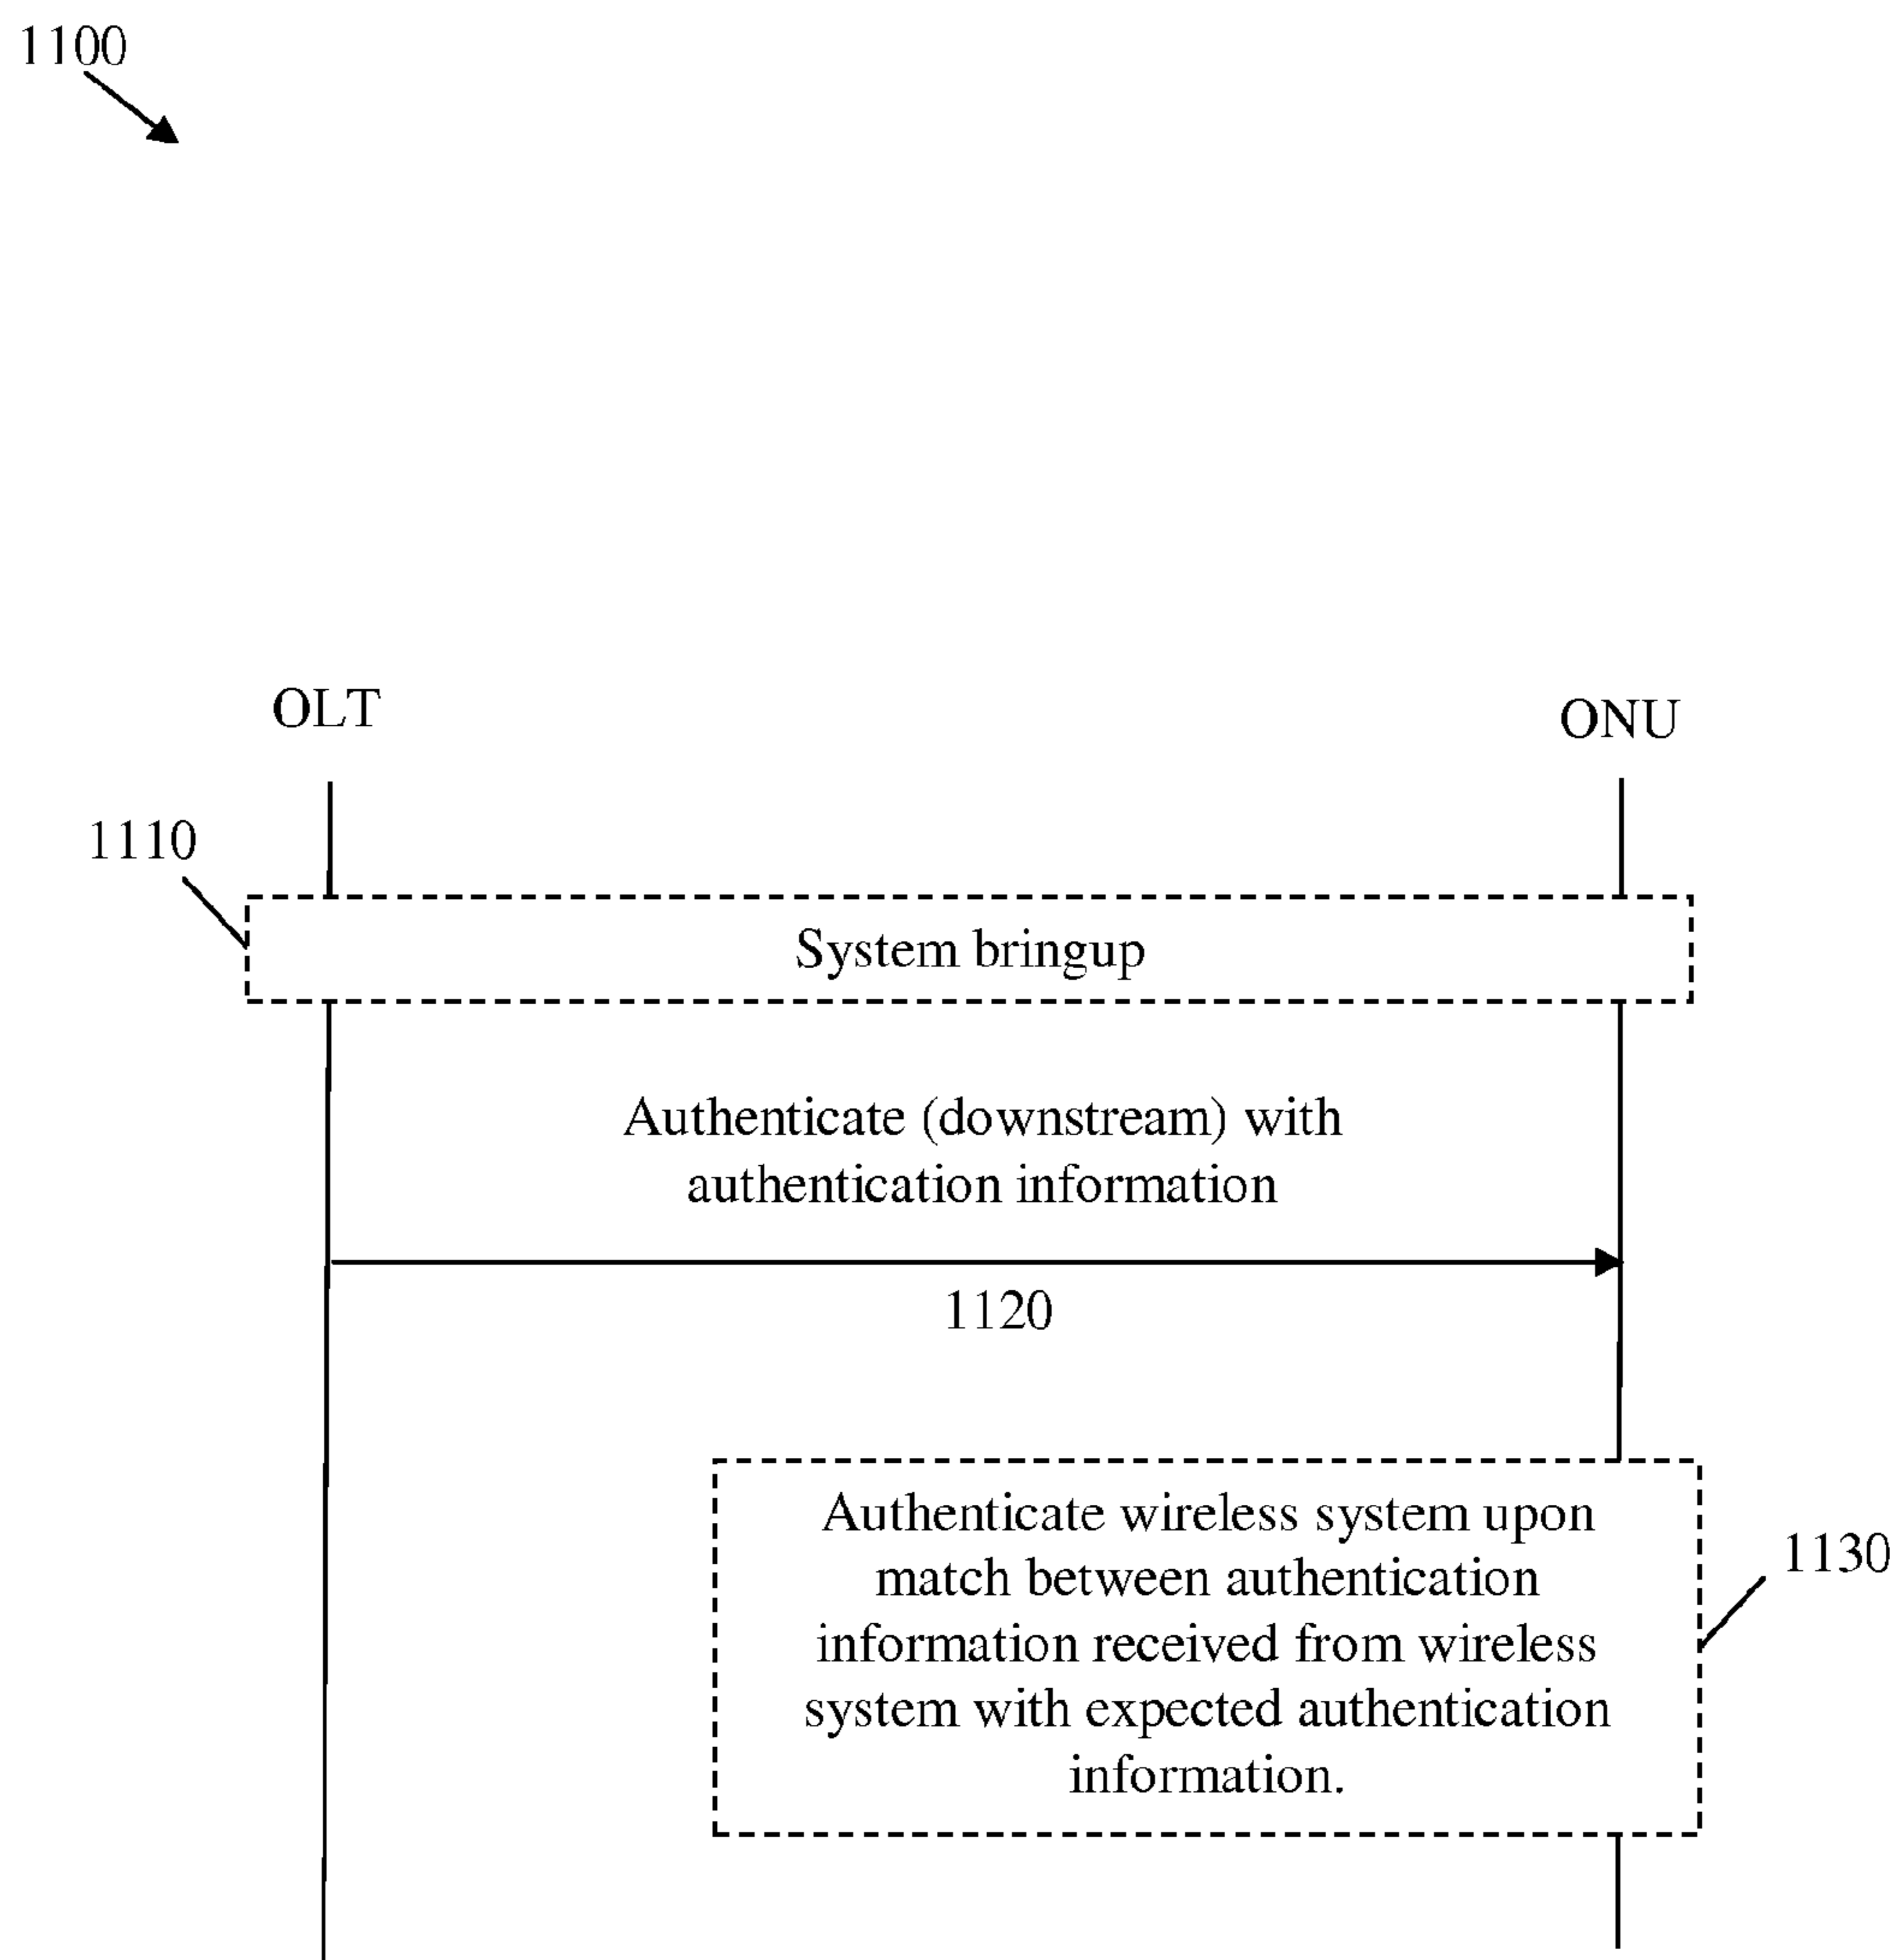 1100
OLT
ONU
1110
System bringup
Authenticate (downstream) with
authentication information
1120
Authenticate wireless system upon
match between authentication
information received from wireless
system with expected authentication
information.
1130